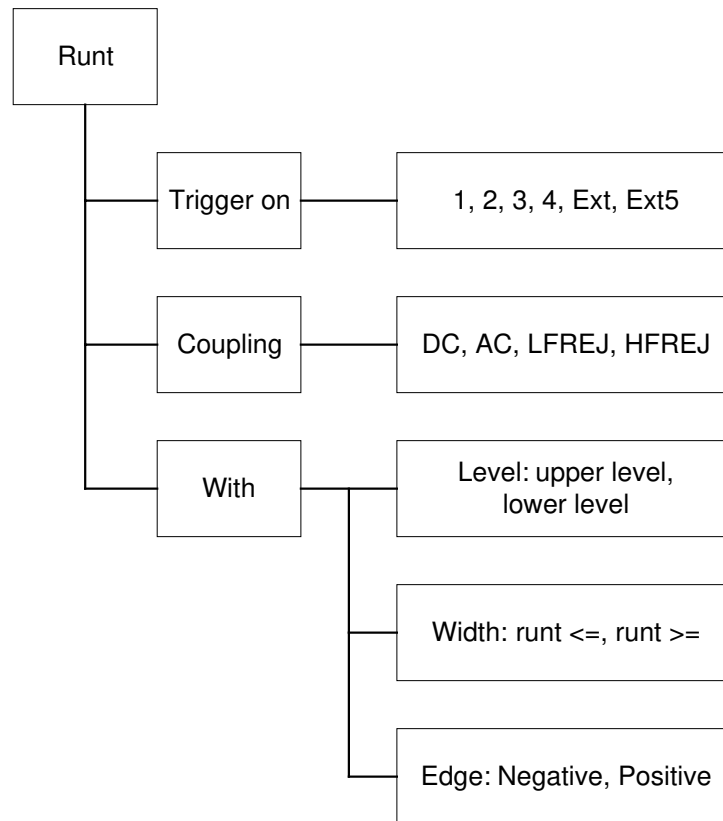 Runt
Trigger on
1, 2, 3, 4, Ext, Ext5
Coupling
DC, AC, LFREJ, HFREJ
With
Level: upper level,
lower level
Width: runt <=, runt >=
Edge: Negative, Positive